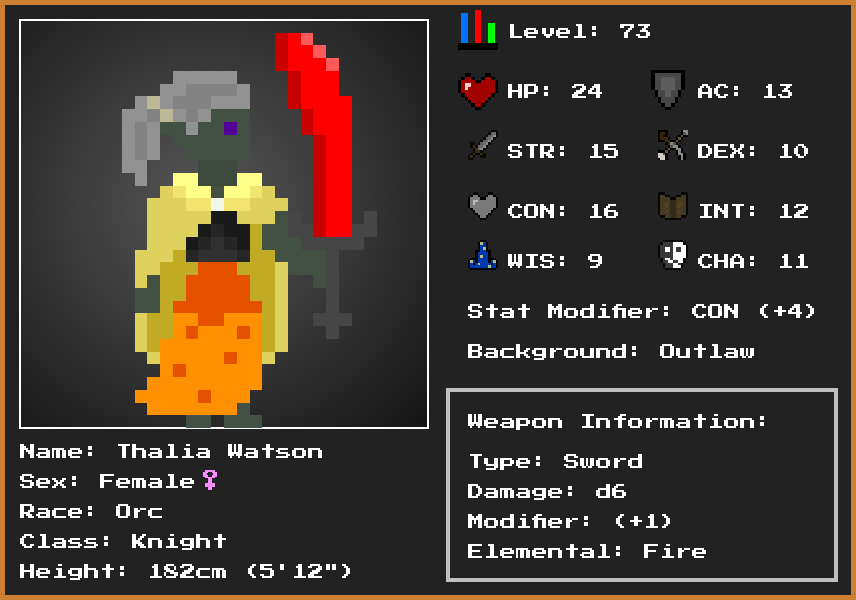 Level: 73
HP: 24
AC: 13
STR: 15
DEX: 10
CON: 16
INT: 12
WIS: 9
CHA: 11
Stat Modifier: CON (+4)
Background: Outlaw
Weapon Information:
Type: Sword
Damage: d6
Modifier: (+1)
Elemental: Fire
Name: Thalia Watson
Sex: Female♀
Race: Orc
Class: Knight
Height: 182cm (5'12")